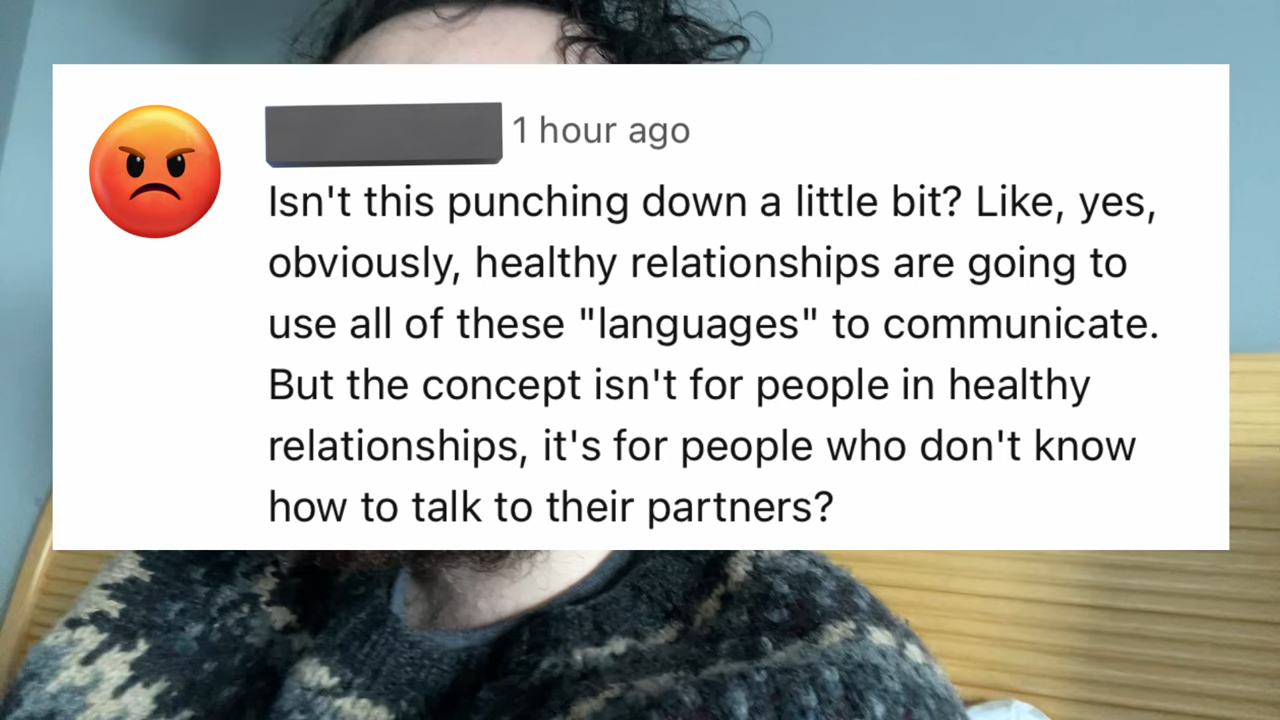 1 hour ago
Isn't this punching down a little bit? Like, yes,
obviously, healthy relationships are going to
use all of these "languages" to communicate.
But the concept isn't for people in healthy
relationships, it's for people who don't know
how to talk to their partners?